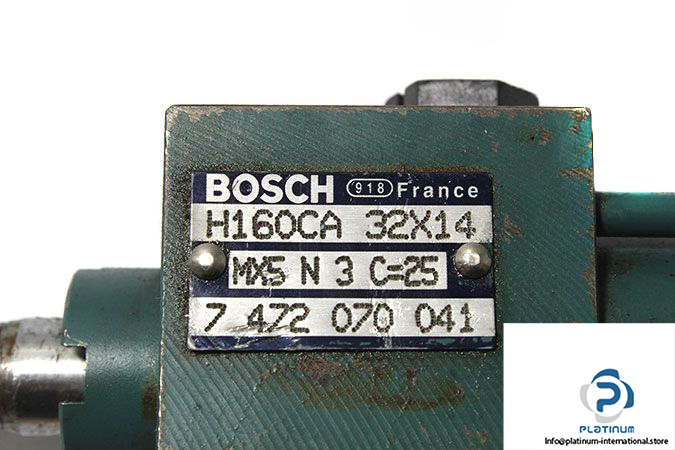 BOSCH 918 France
H160CA 32X14
MX5 N 3 C=25
7 472 070 041
PLATINUM
info@platinum-international.store